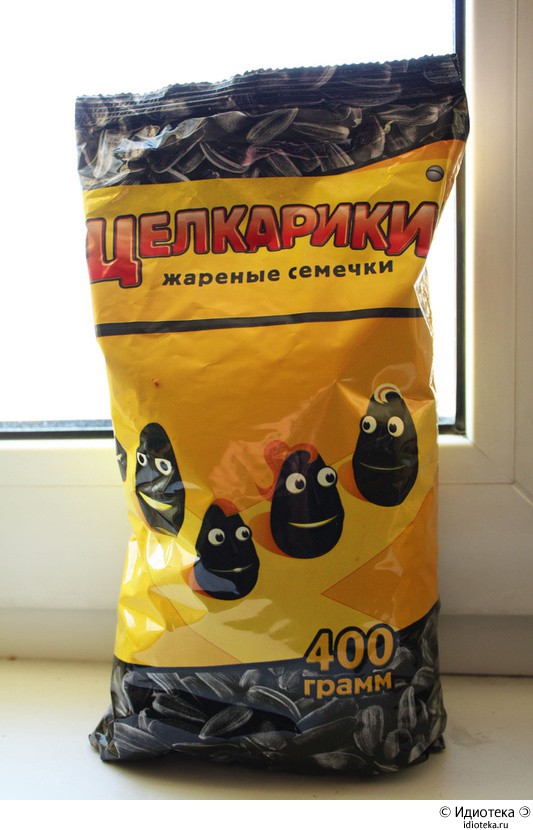 ЩЕЛКАРИКИ
жареные семечки
400
грамм
© Идиотека
idioteka.ru